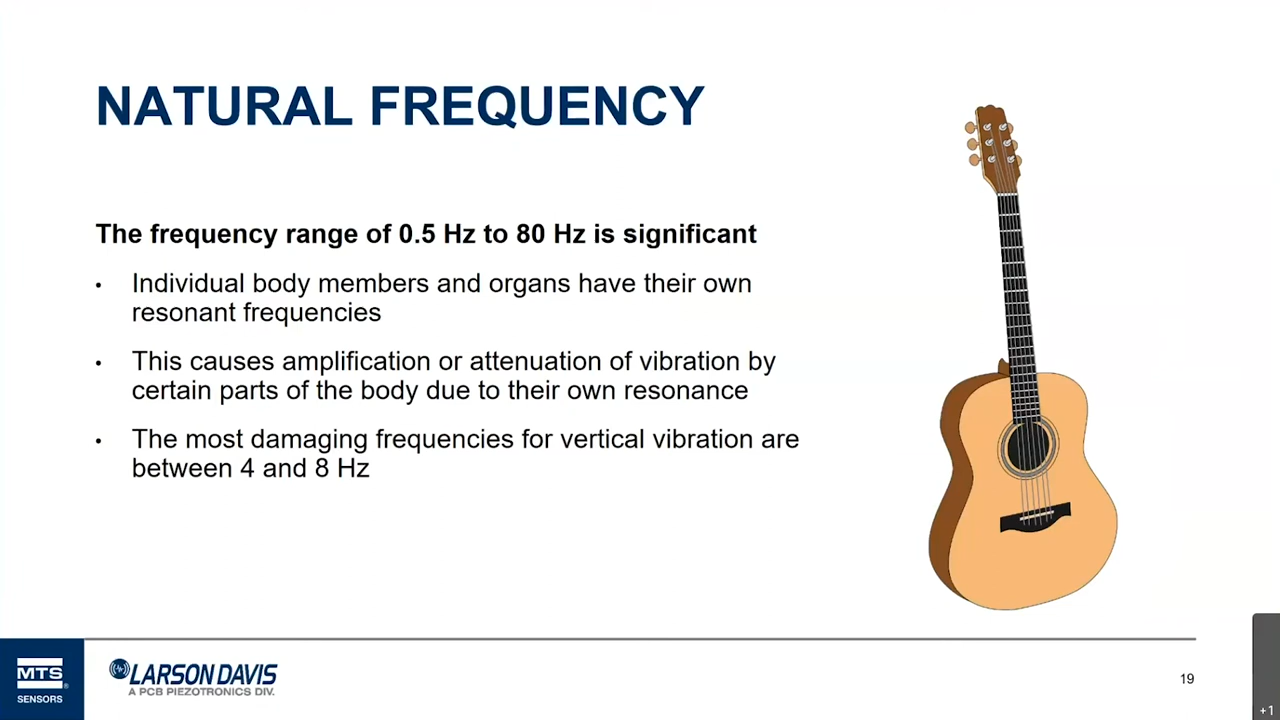 NATURAL FREQUENCY
The frequency range of 0.5 Hz to 80 Hz is significant
• Individual body members and organs have their own
resonant frequencies
• This causes amplification or attenuation of vibration by
certain parts of the body due to their own resonance
• The most damaging frequencies for vertical vibration are
between 4 and 8 Hz
MTS
SENSORS
LARSON DAVIS
A PCB PIEZOTRONICS DIV.
19
+1